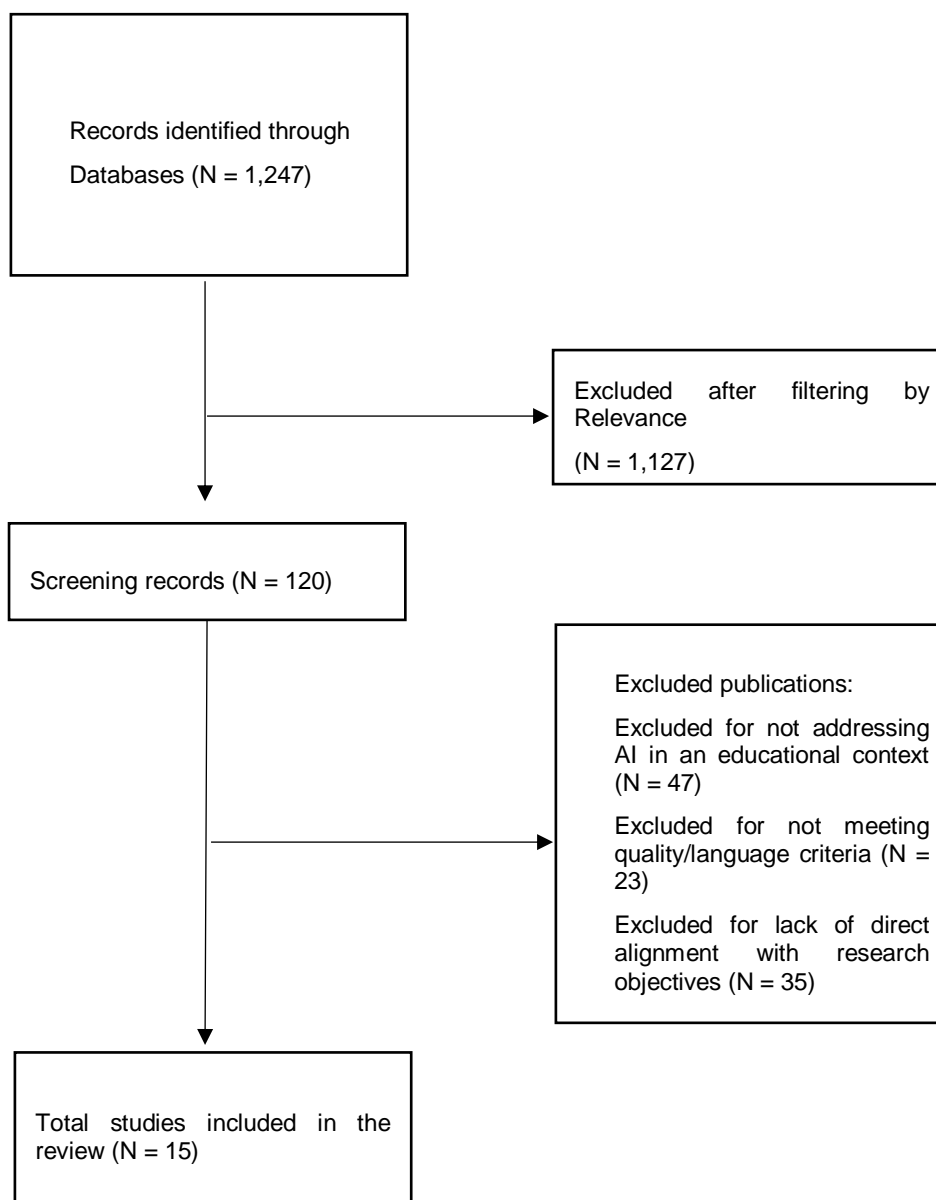 Records identified through
Databases (N = 1,247)
Excluded after filtering by
Relevance
(N = 1,127)
Screening records (N = 120)
Excluded publications:
Excluded for not addressing
AI in an educational context
(N = 47)
Excluded for not meeting
quality/language criteria (N =
23)
Excluded for lack of direct
alignment with research
objectives (N = 35)
Total studies included in the
review (N = 15)